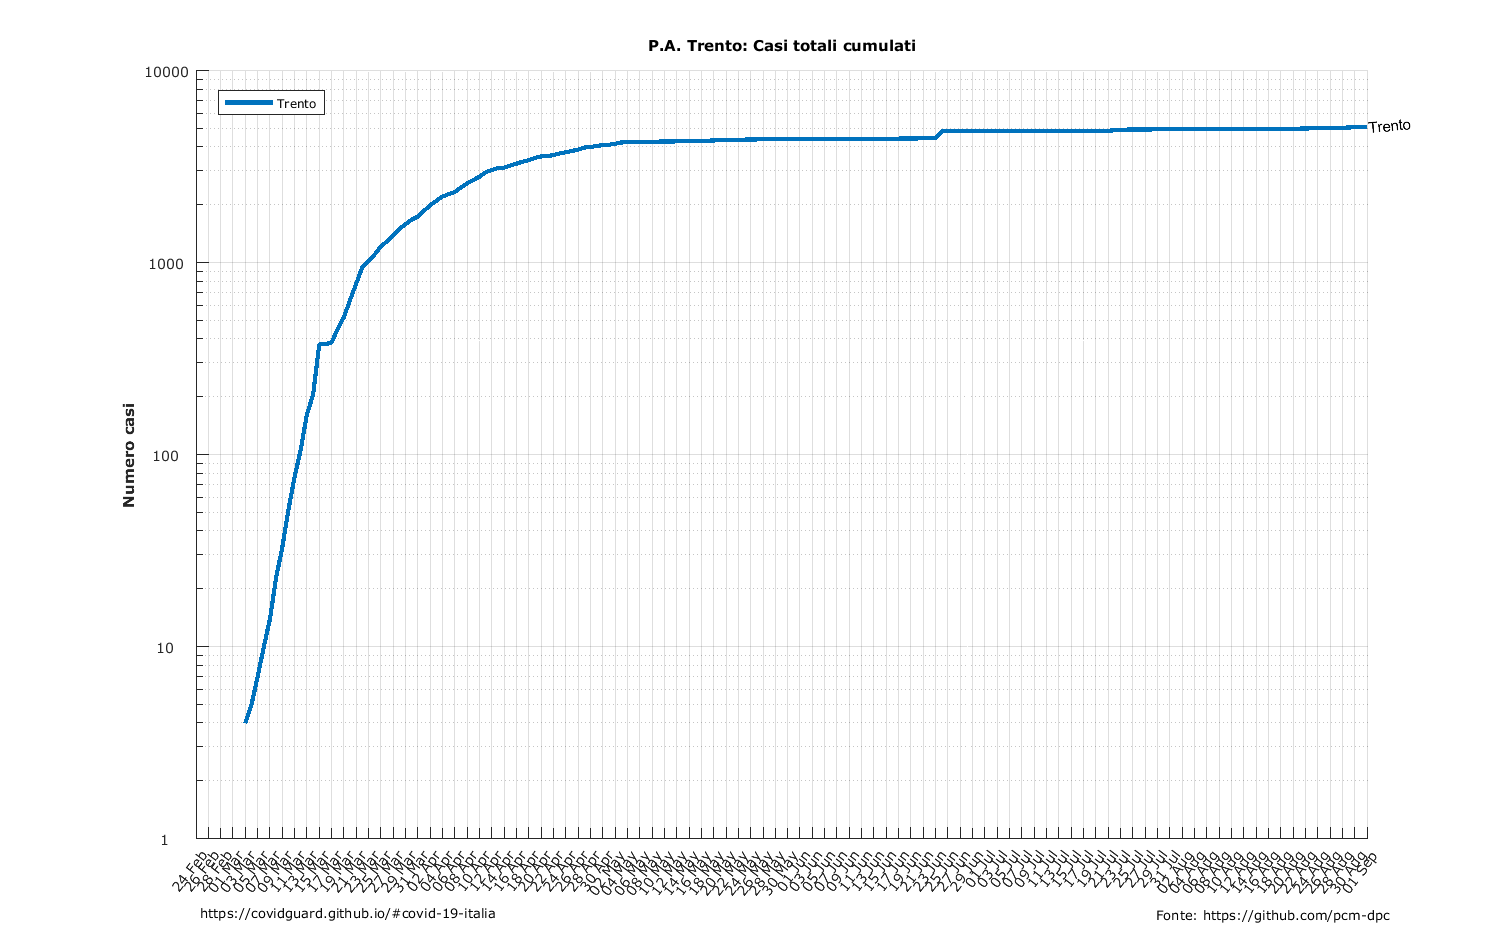 P.A. Trento: Casi totali cumulati
10000
1000
100
10
1
Numero casi
Trento
Trento
24 Feb
26 Feb
28 Feb
01 Mar
03 Mar
05 Mar
07 Mar
09 Mar
11 Mar
13 Mar
15 Mar
17 Mar
19 Mar
21 Mar
23 Mar
25 Mar
27 Mar
29 Mar
31 Mar
02 Apr
04 Apr
06 Apr
08 Apr
10 Apr
12 Apr
14 Apr
16 Apr
18 Apr
20 Apr
22 Apr
24 Apr
26 Apr
28 Apr
30 Apr
02 May
04 May
06 May
08 May
10 May
12 May
14 May
16 May
18 May
20 May
22 May
24 May
26 May
28 May
30 May
01 Jun
03 Jun
05 Jun
07 Jun
09 Jun
11 Jun
13 Jun
15 Jun
17 Jun
19 Jun
21 Jun
23 Jun
25 Jun
27 Jun
29 Jun
01 Jul
03 Jul
05 Jul
07 Jul
09 Jul
11 Jul
13 Jul
15 Jul
17 Jul
19 Jul
21 Jul
23 Jul
25 Jul
27 Jul
29 Jul
31 Jul
02 Aug
04 Aug
06 Aug
08 Aug
10 Aug
12 Aug
14 Aug
16 Aug
18 Aug
20 Aug
22 Aug
24 Aug
26 Aug
28 Aug
30 Aug
01 Sep
https://covidguard.github.io/#covid-19-italia
Fonte: https://github.com/pcm-dpc